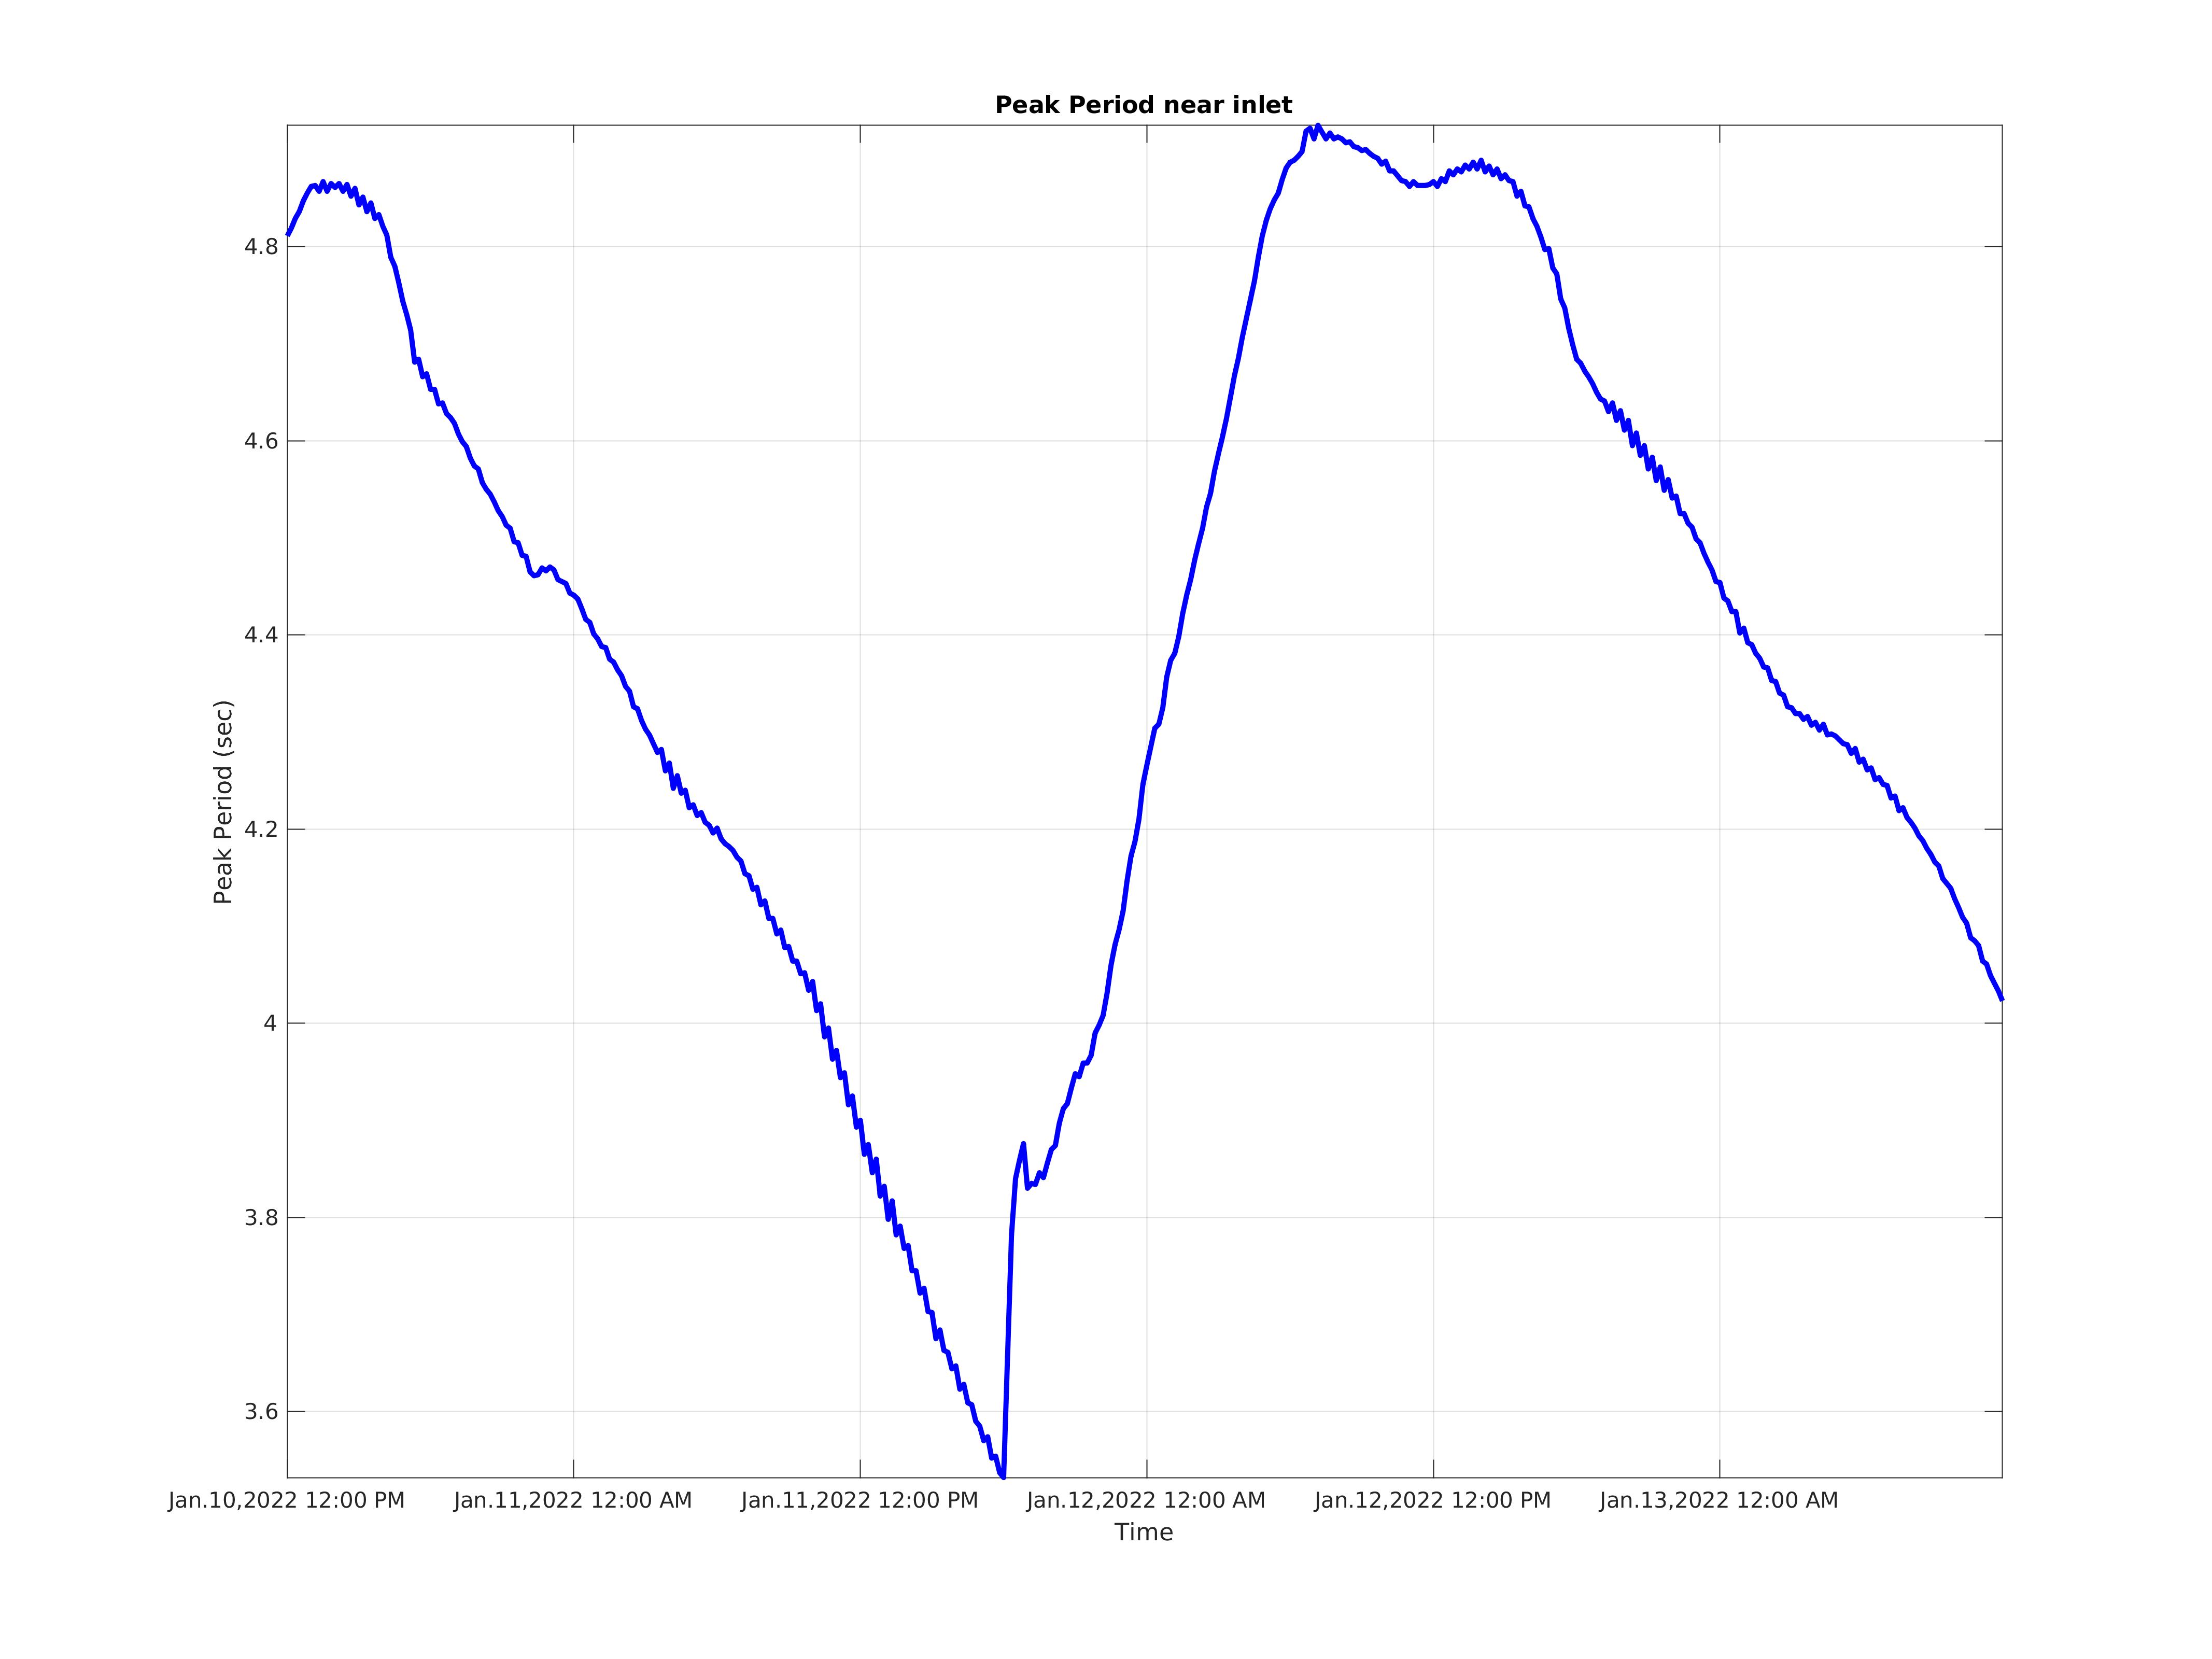 Peak Period near inlet
4.8
4.6
4.4
4.2
4
3.8
3.6
Peak Period (sec)
Jan.10,2022 12:00 PM
Jan.11,2022 12:00 AM
Jan.11,2022 12:00 PM
Jan.12,2022 12:00 AM
Jan.12,2022 12:00 PM
Jan.13,2022 12:00 AM
Time